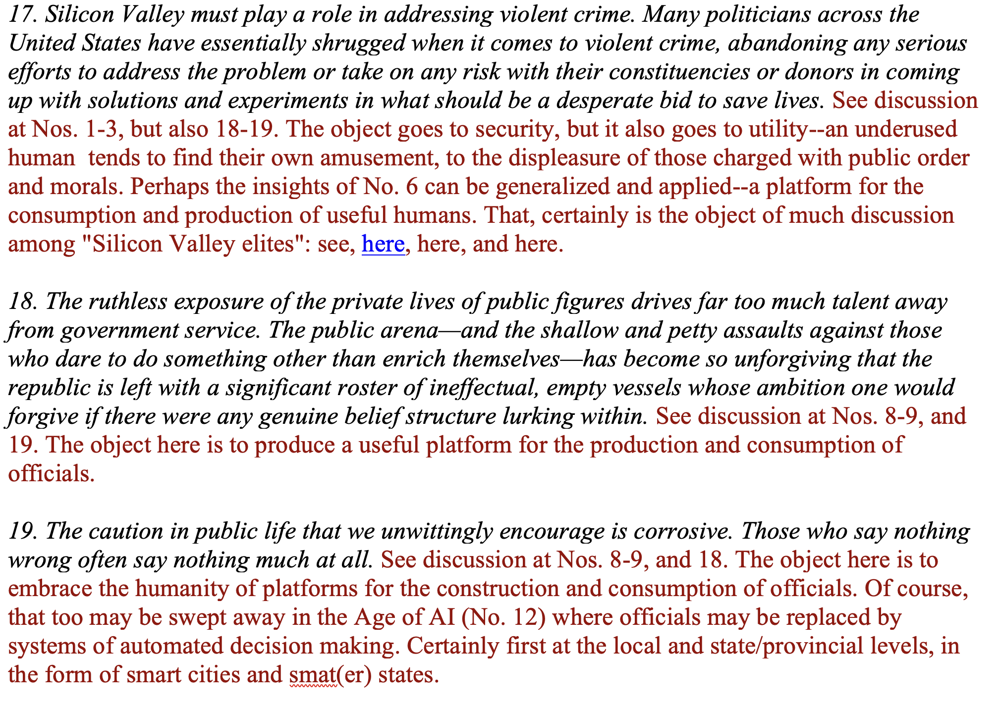 17. Silicon Valley must play a role in addressing violent crime. Many politicians across the
United States have essentially shrugged when it comes to violent crime, abandoning any serious
efforts to address the problem or take on any risk with their constituencies or donors in coming
up with solutions and experiments in what should be a desperate bid to save lives. See discussion
at Nos. 1-3, but also 18-19. The object goes to security, but it also goes to utility--an underused
human  tends to find their own amusement, to the displeasure of those charged with public order
and morals. Perhaps the insights of No. 6 can be generalized and applied--a platform for the
consumption and production of useful humans. That, certainly is the object of much discussion
among "Silicon Valley elites": see, here, here, and here.
18. The ruthless exposure of the private lives of public figures drives far too much talent away
from government service. The public arena—and the shallow and petty assaults against those
who dare to do something other than enrich themselves—has become so unforgiving that the
republic is left with a significant roster of ineffectual, empty vessels whose ambition one would
forgive if there were any genuine belief structure lurking within. See discussion at Nos. 8-9, and
19. The object here is to produce a useful platform for the production and consumption of
officials.
19. The caution in public life that we unwittingly encourage is corrosive. Those who say nothing
wrong often say nothing much at all. See discussion at Nos. 8-9, and 18. The object here is to
embrace the humanity of platforms for the construction and consumption of officials. Of course,
that too may be swept away in the Age of AI (No. 12) where officials may be replaced by
systems of automated decision making. Certainly first at the local and state/provincial levels, in
the form of smart cities and smat(er) states.